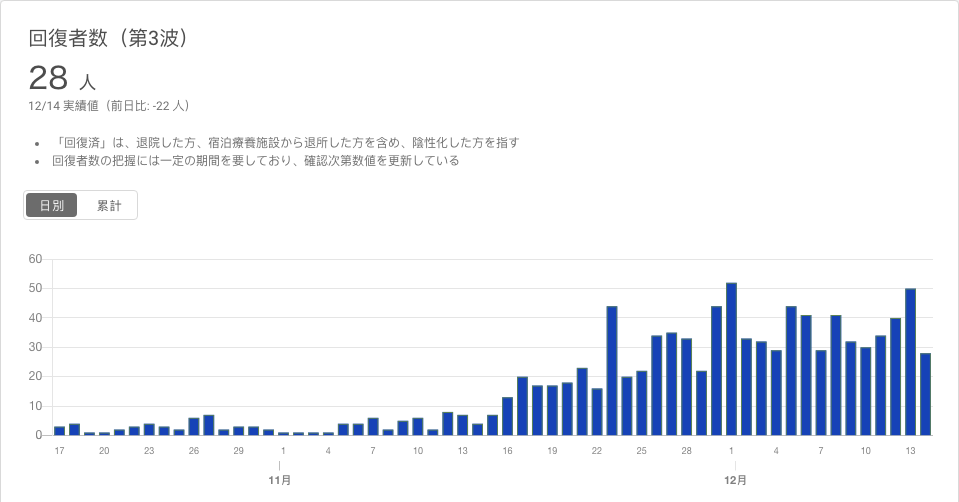 回復者数（第3波）
28 人
12/14 実績値（前日比: -22 人）
• 「回復済」は、退院した方、宿泊療養施設から退所した方を含め、陰性化した方を指す
• 回復者数の把握には一定の期間を要しており、確認次第数値を更新している
日別 累計
60
50
40
30
20
10
0
17 20 23 26 29 1 4 7 10 13 16 19 22 25 28 1 4 7 10 13
11月 12月